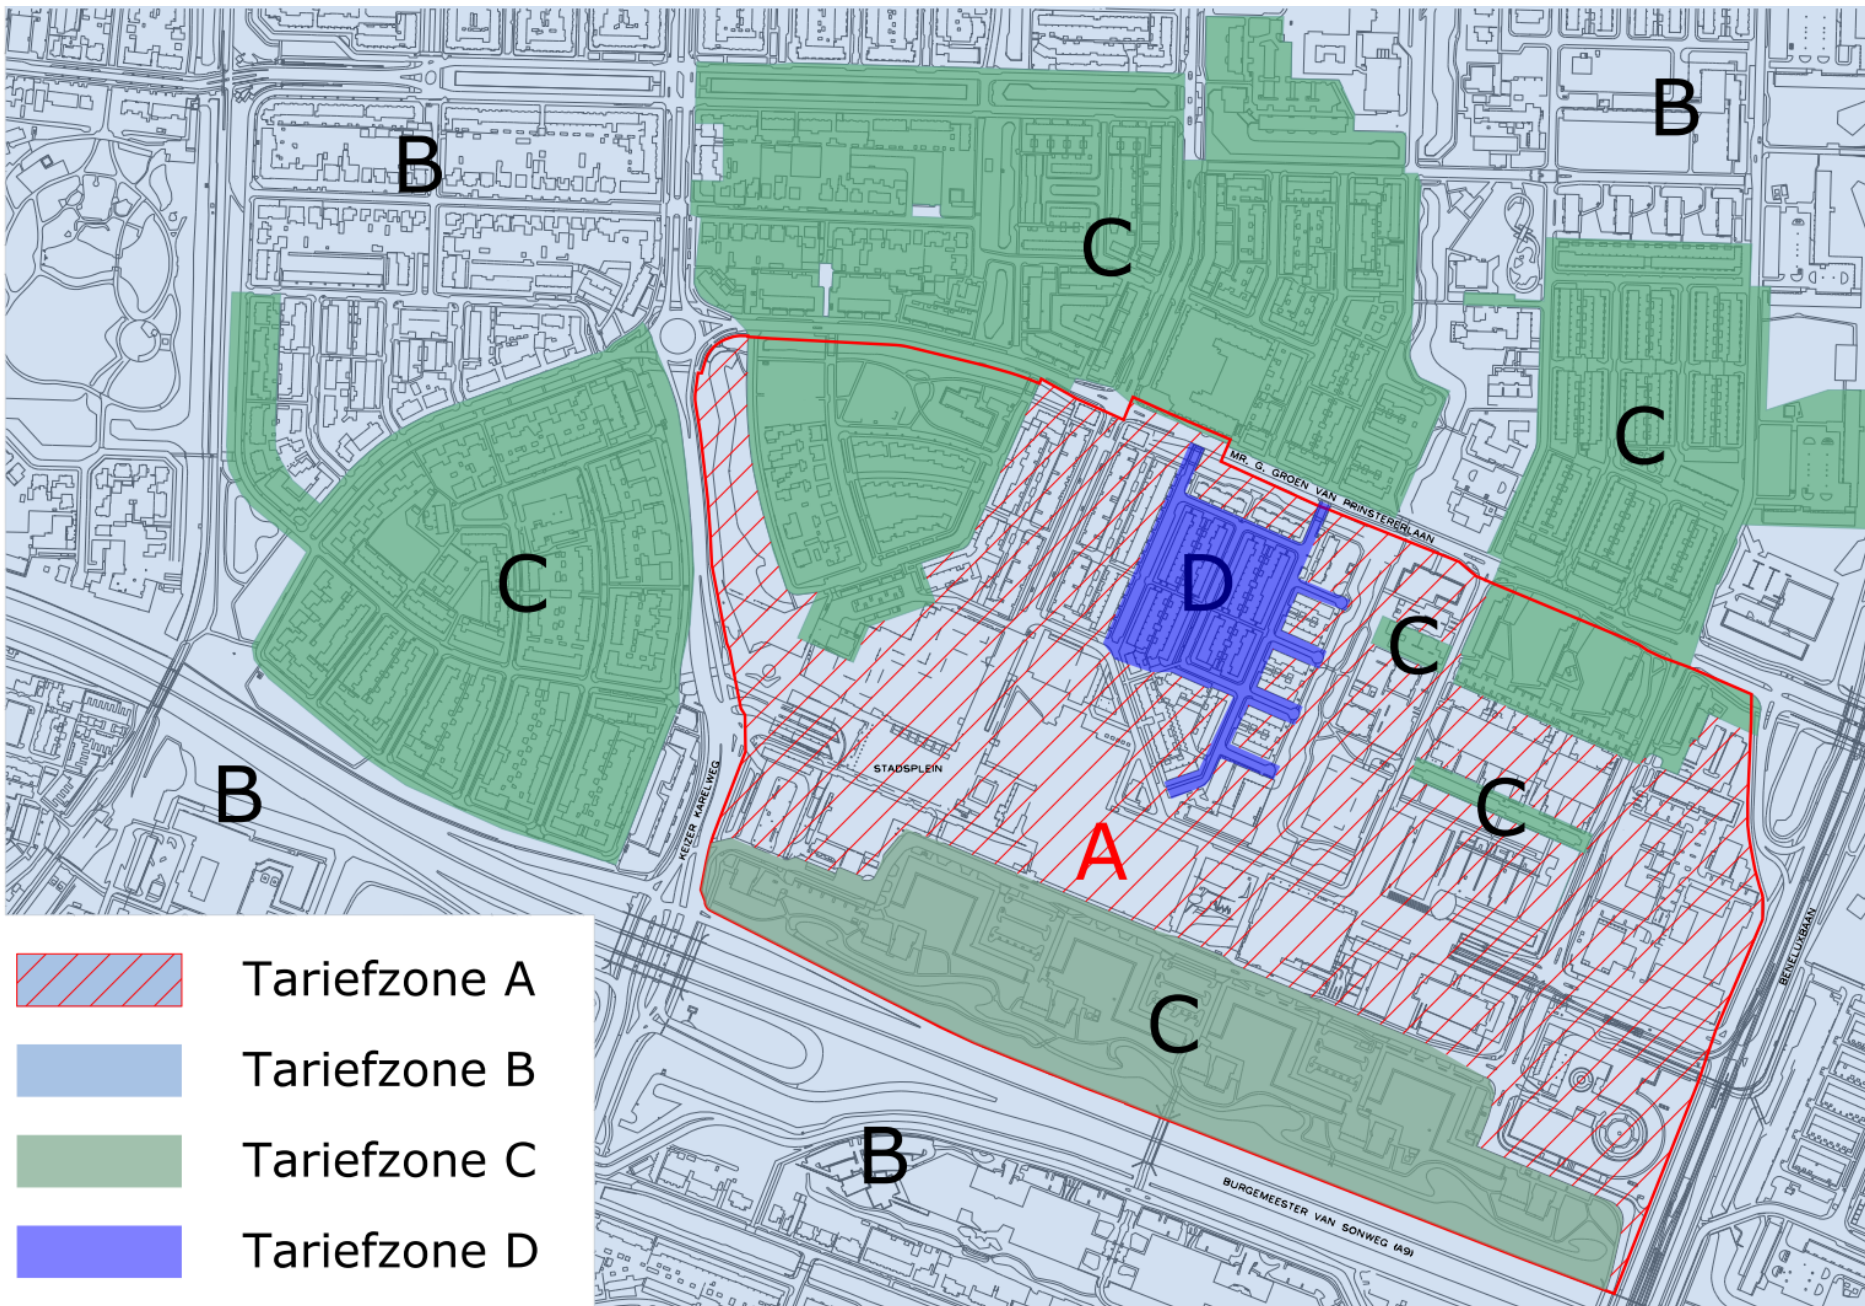 B
B
C
C
MR. G. GROEN VAN PRINSTERERLAAN
C
D
C
B
KEIZER KARELWEG
STADSPLEIN
C
A
BENELUXBAAN
C
B
BURGEMEESTER VAN SONWEG (A9)
Tariefzone A
Tariefzone B
Tariefzone C
Tariefzone D